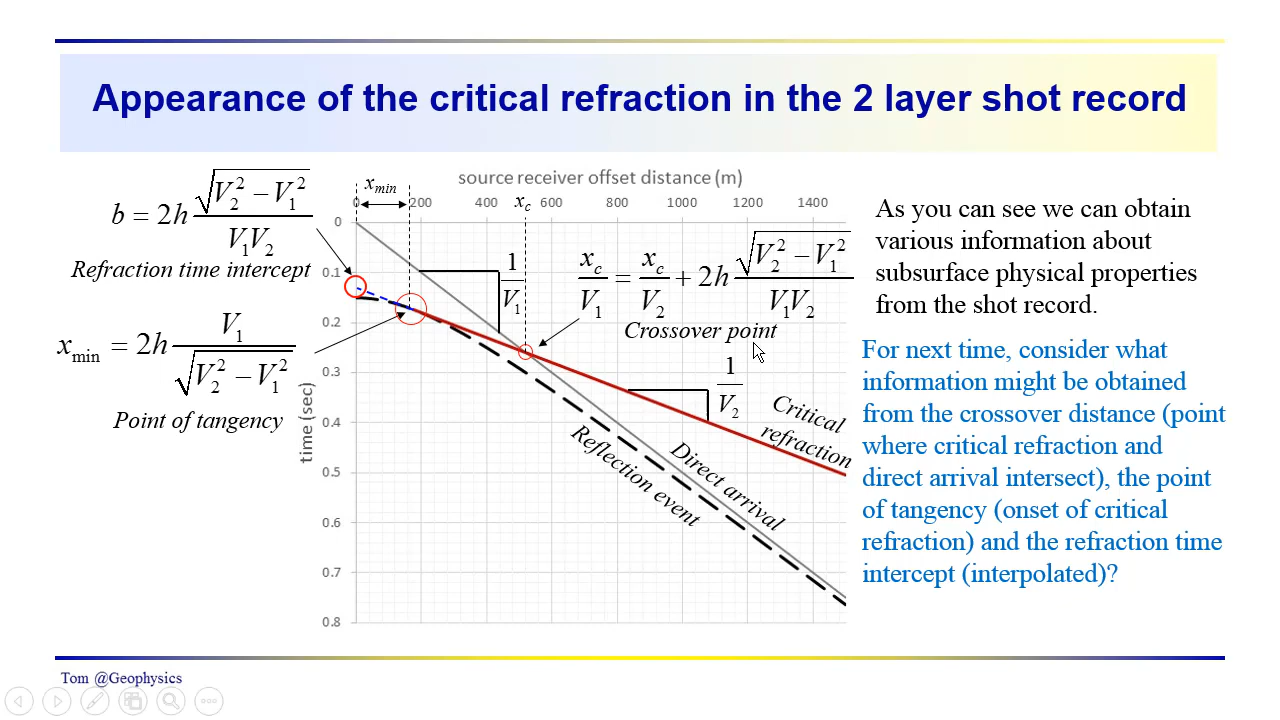 Appearance of the critical refraction in the 2 layer shot record
b = 2h √(V₂² − V₁²) / V₁V₂
Refraction time intercept
x_min = 2h V₁ / √(V₂² − V₁²)
Point of tangency
x_min
source receiver offset distance (m)
x_c
0 200 400 600 800 1000 1200 1400
0
0.1
0.2
0.3
0.4
0.5
0.6
0.7
0.8
time (sec)
1/V₁
x_c/V₁ = x_c/V₂ + 2h √(V₂² − V₁²) / V₁V₂
Crossover point
1/V₂
Critical
refraction
Direct arrival
Reflection event
As you can see we can obtain
various information about
subsurface physical properties
from the shot record.
For next time, consider what
information might be obtained
from the crossover distance (point
where critical refraction and
direct arrival intersect), the point
of tangency (onset of critical
refraction) and the refraction time
intercept (interpolated)?
Tom @Geophysics